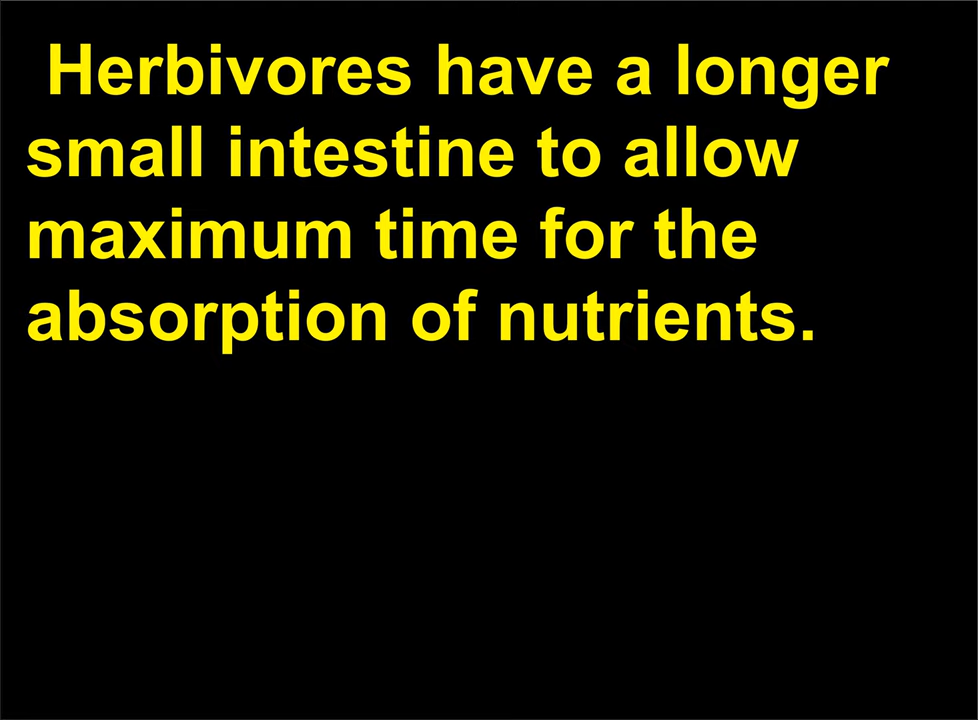 Herbivores have a longer
small intestine to allow
maximum time for the
absorption of nutrients.